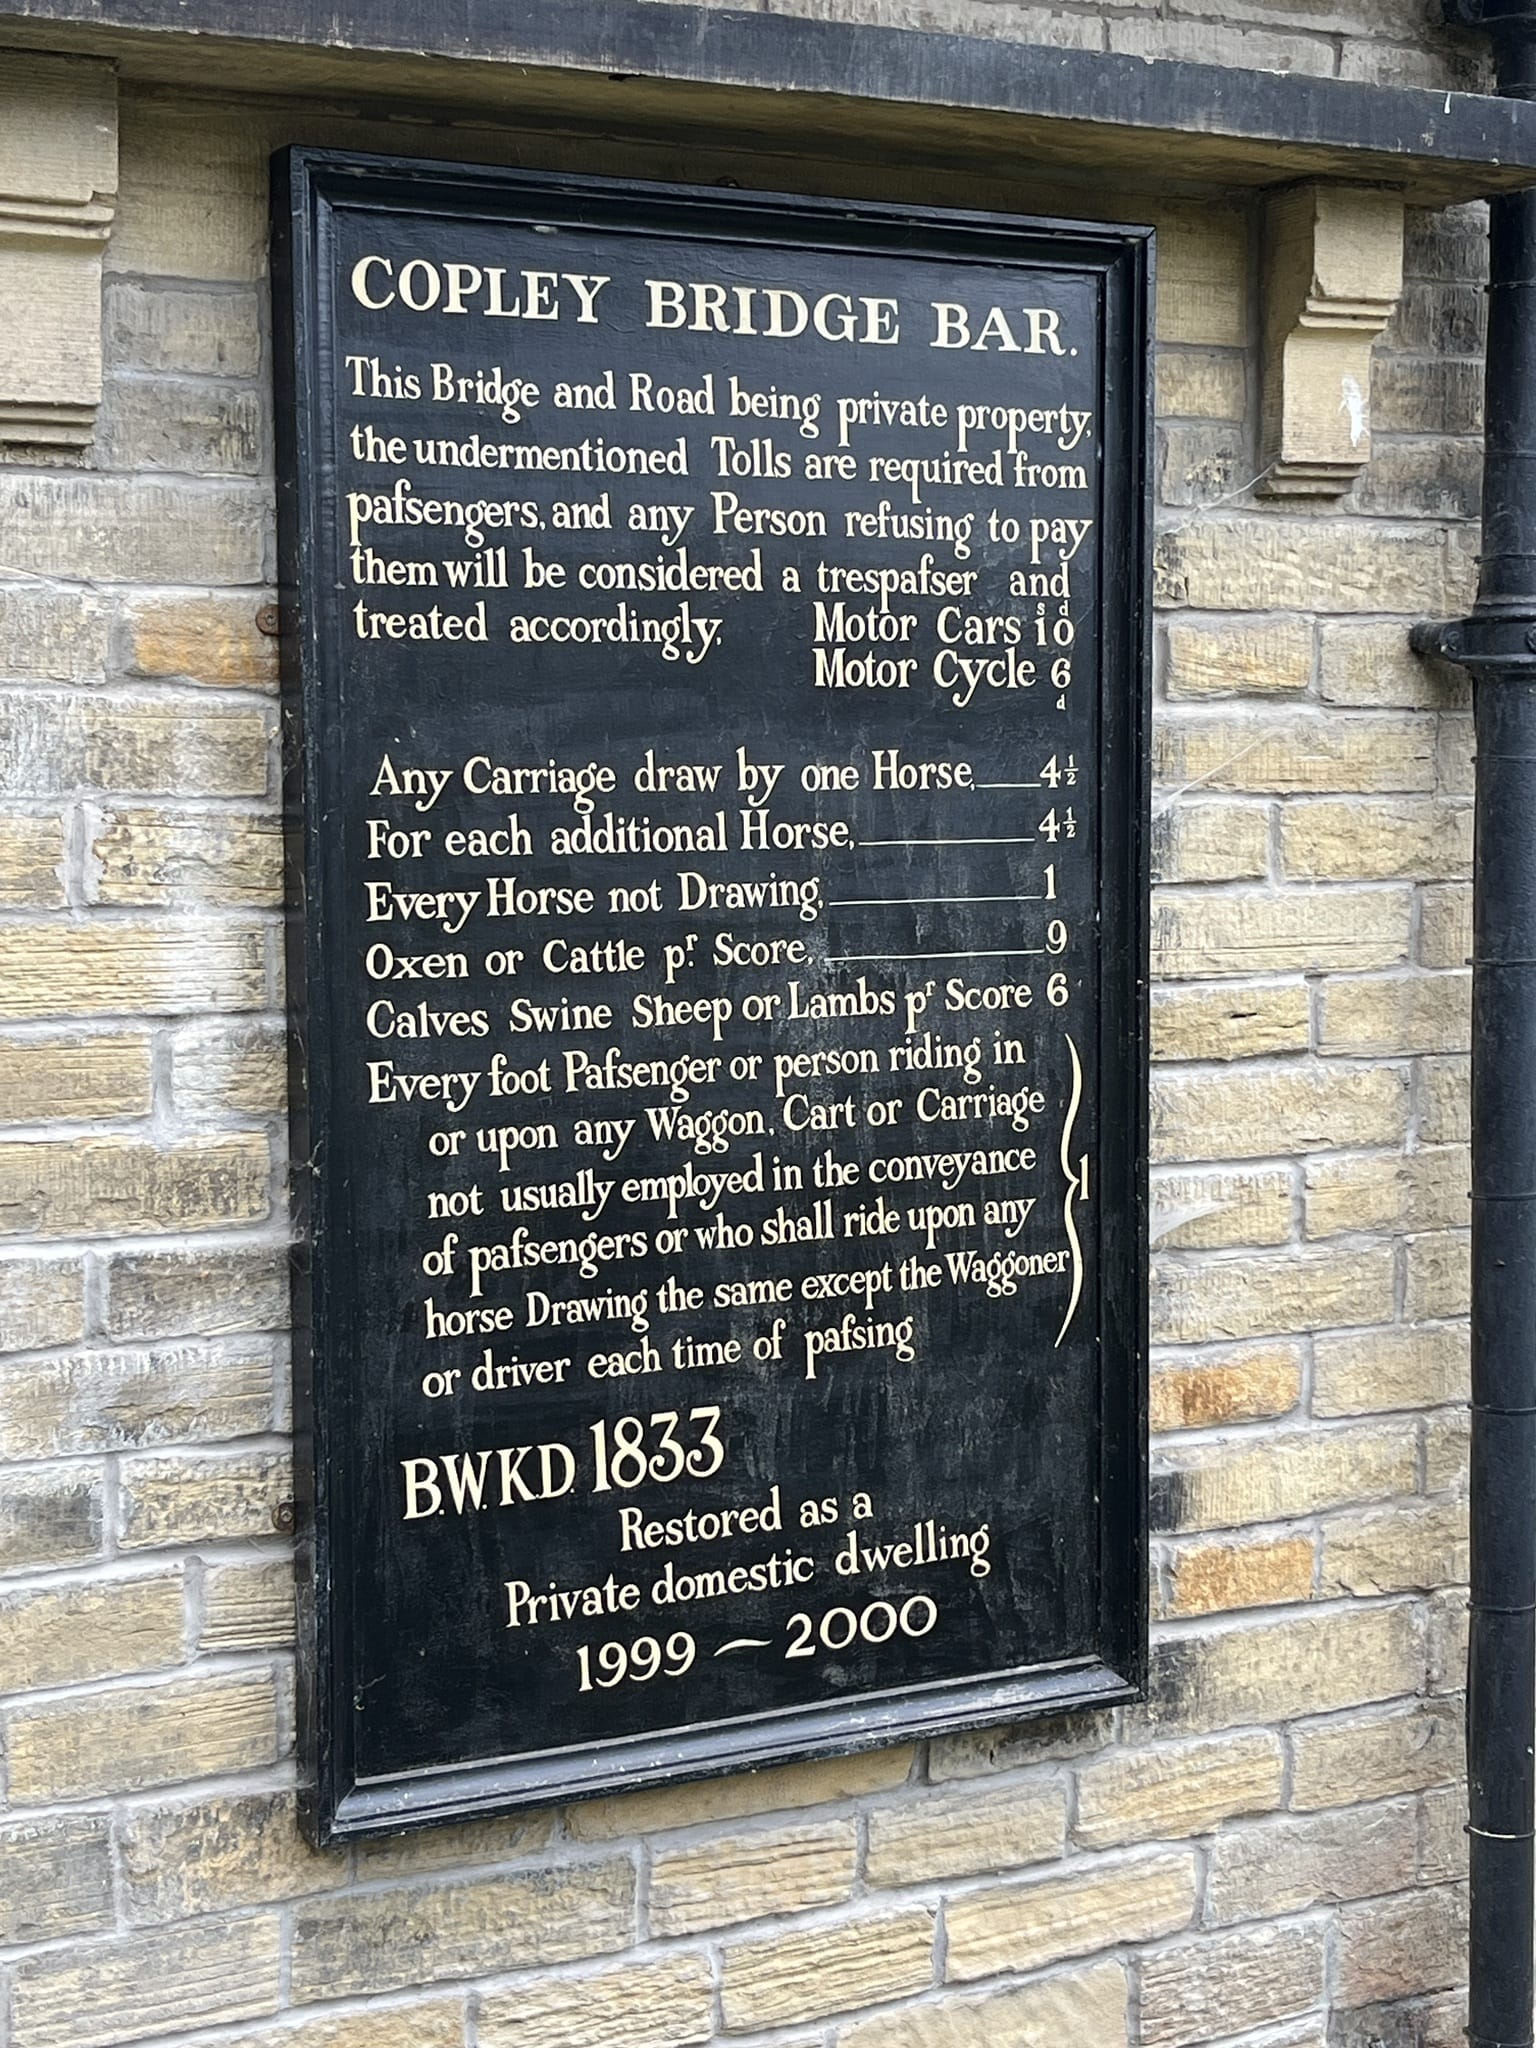 COPLEY BRIDGE BAR.
This Bridge and Road being private property,
the undermentioned Tolls are required from
paſsengers, and any Person refusing to pay
them will be considered a trespaſser and
treated accordingly,
s d
Motor Cars 1 0
Motor Cycle 6
d
Any Carriage draw by one Horse, 4½
For each additional Horse, 4½
Every Horse not Drawing, 1
Oxen or Cattle pr. Score, 9
Calves Swine Sheep or Lambs pr Score 6
Every foot Paſsenger or person riding in
or upon any Waggon, Cart or Carriage
not usually employed in the conveyance } 1
of paſsengers or who shall ride upon any
horse Drawing the same except the Waggoner
or driver each time of paſsing
B.W.K.D. 1833
Restored as a
Private domestic dwelling
1999 ~ 2000